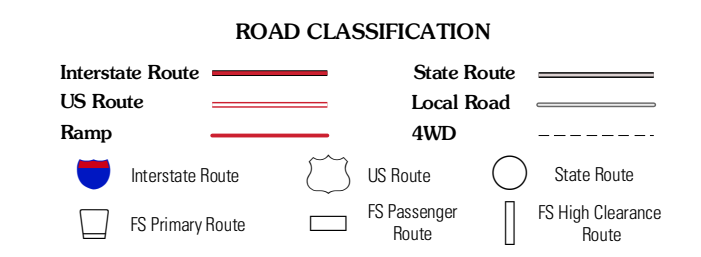 ROAD CLASSIFICATION
Interstate Route
State Route
US Route
Local Road
Ramp
4WD
Interstate Route
US Route
State Route
FS Primary Route
FS Passenger
Route
FS High Clearance
Route